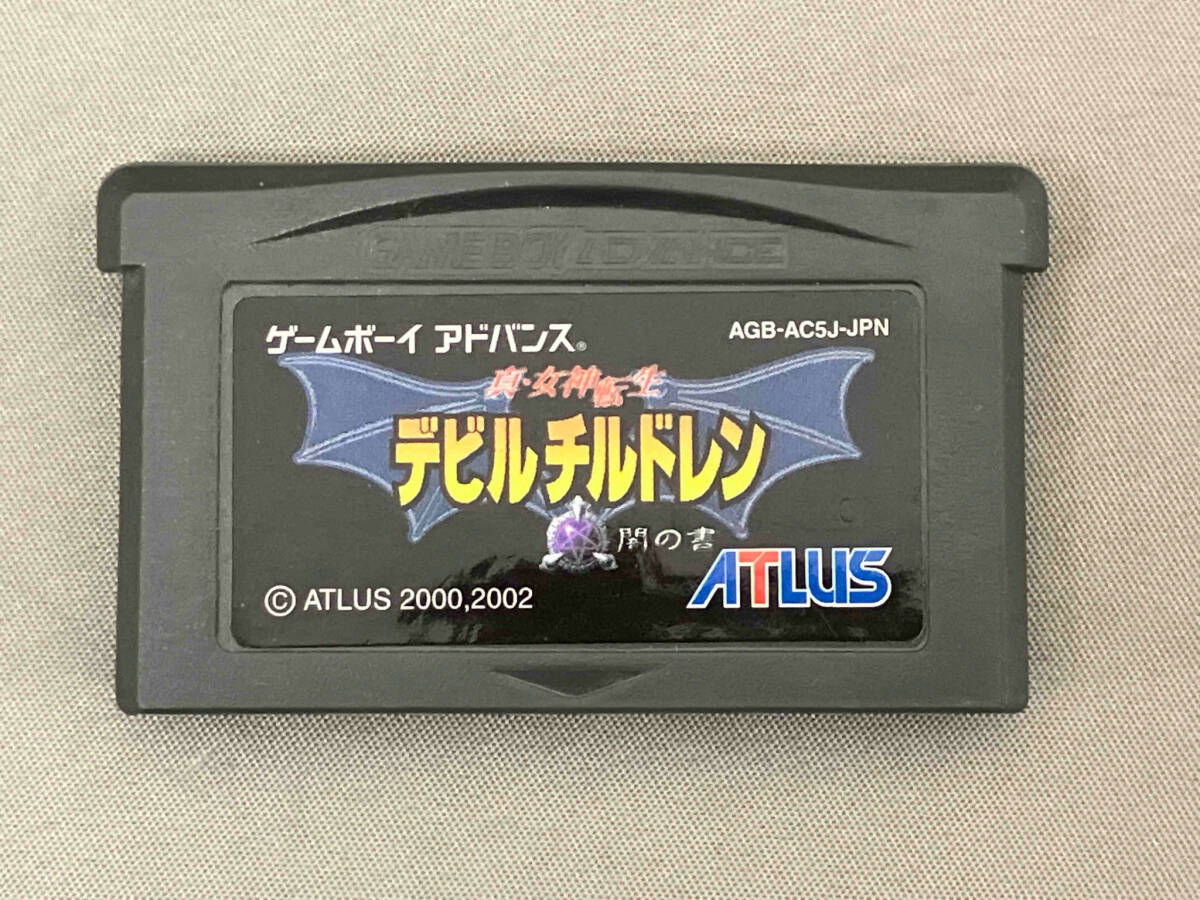 GAME BOY ADVANCE
ゲームボーイ アドバンス®
AGB-AC5J-JPN
真・女神転生
デビルチルドレン
闇の書
© ATLUS 2000,2002
ATLUS